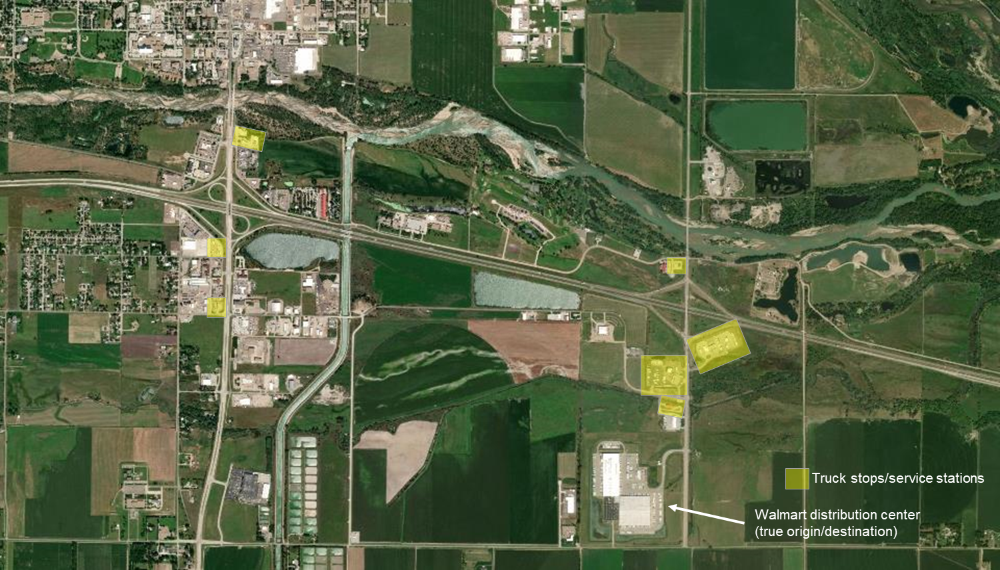 Truck stops/service stations
Walmart distribution center
(true origin/destination)